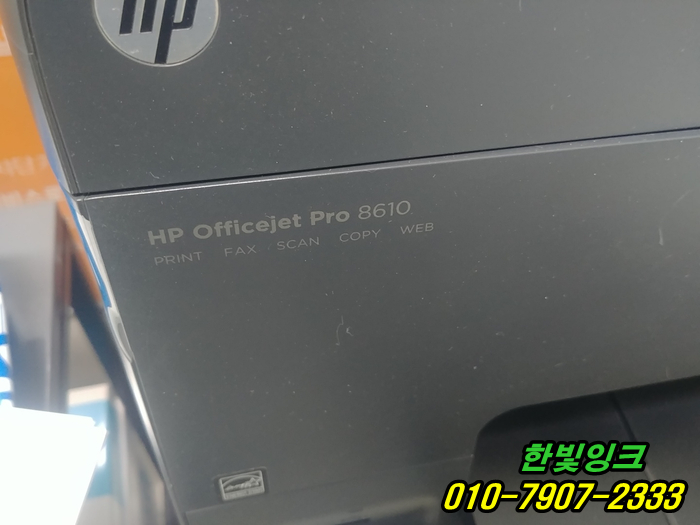 hp
HP Officejet Pro 8610
PRINT FAX SCAN COPY WEB
한빛잉크
010-7907-2333